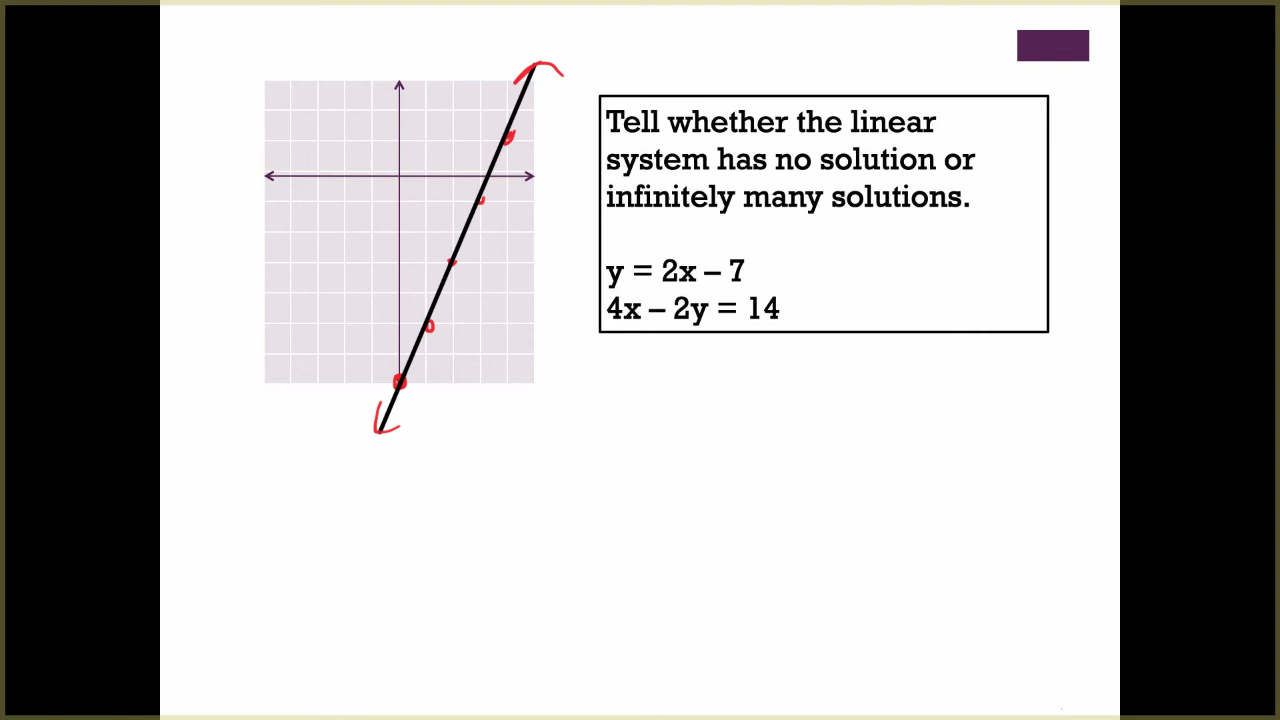 Tell whether the linear
system has no solution or
infinitely many solutions.
y = 2x – 7
4x – 2y = 14